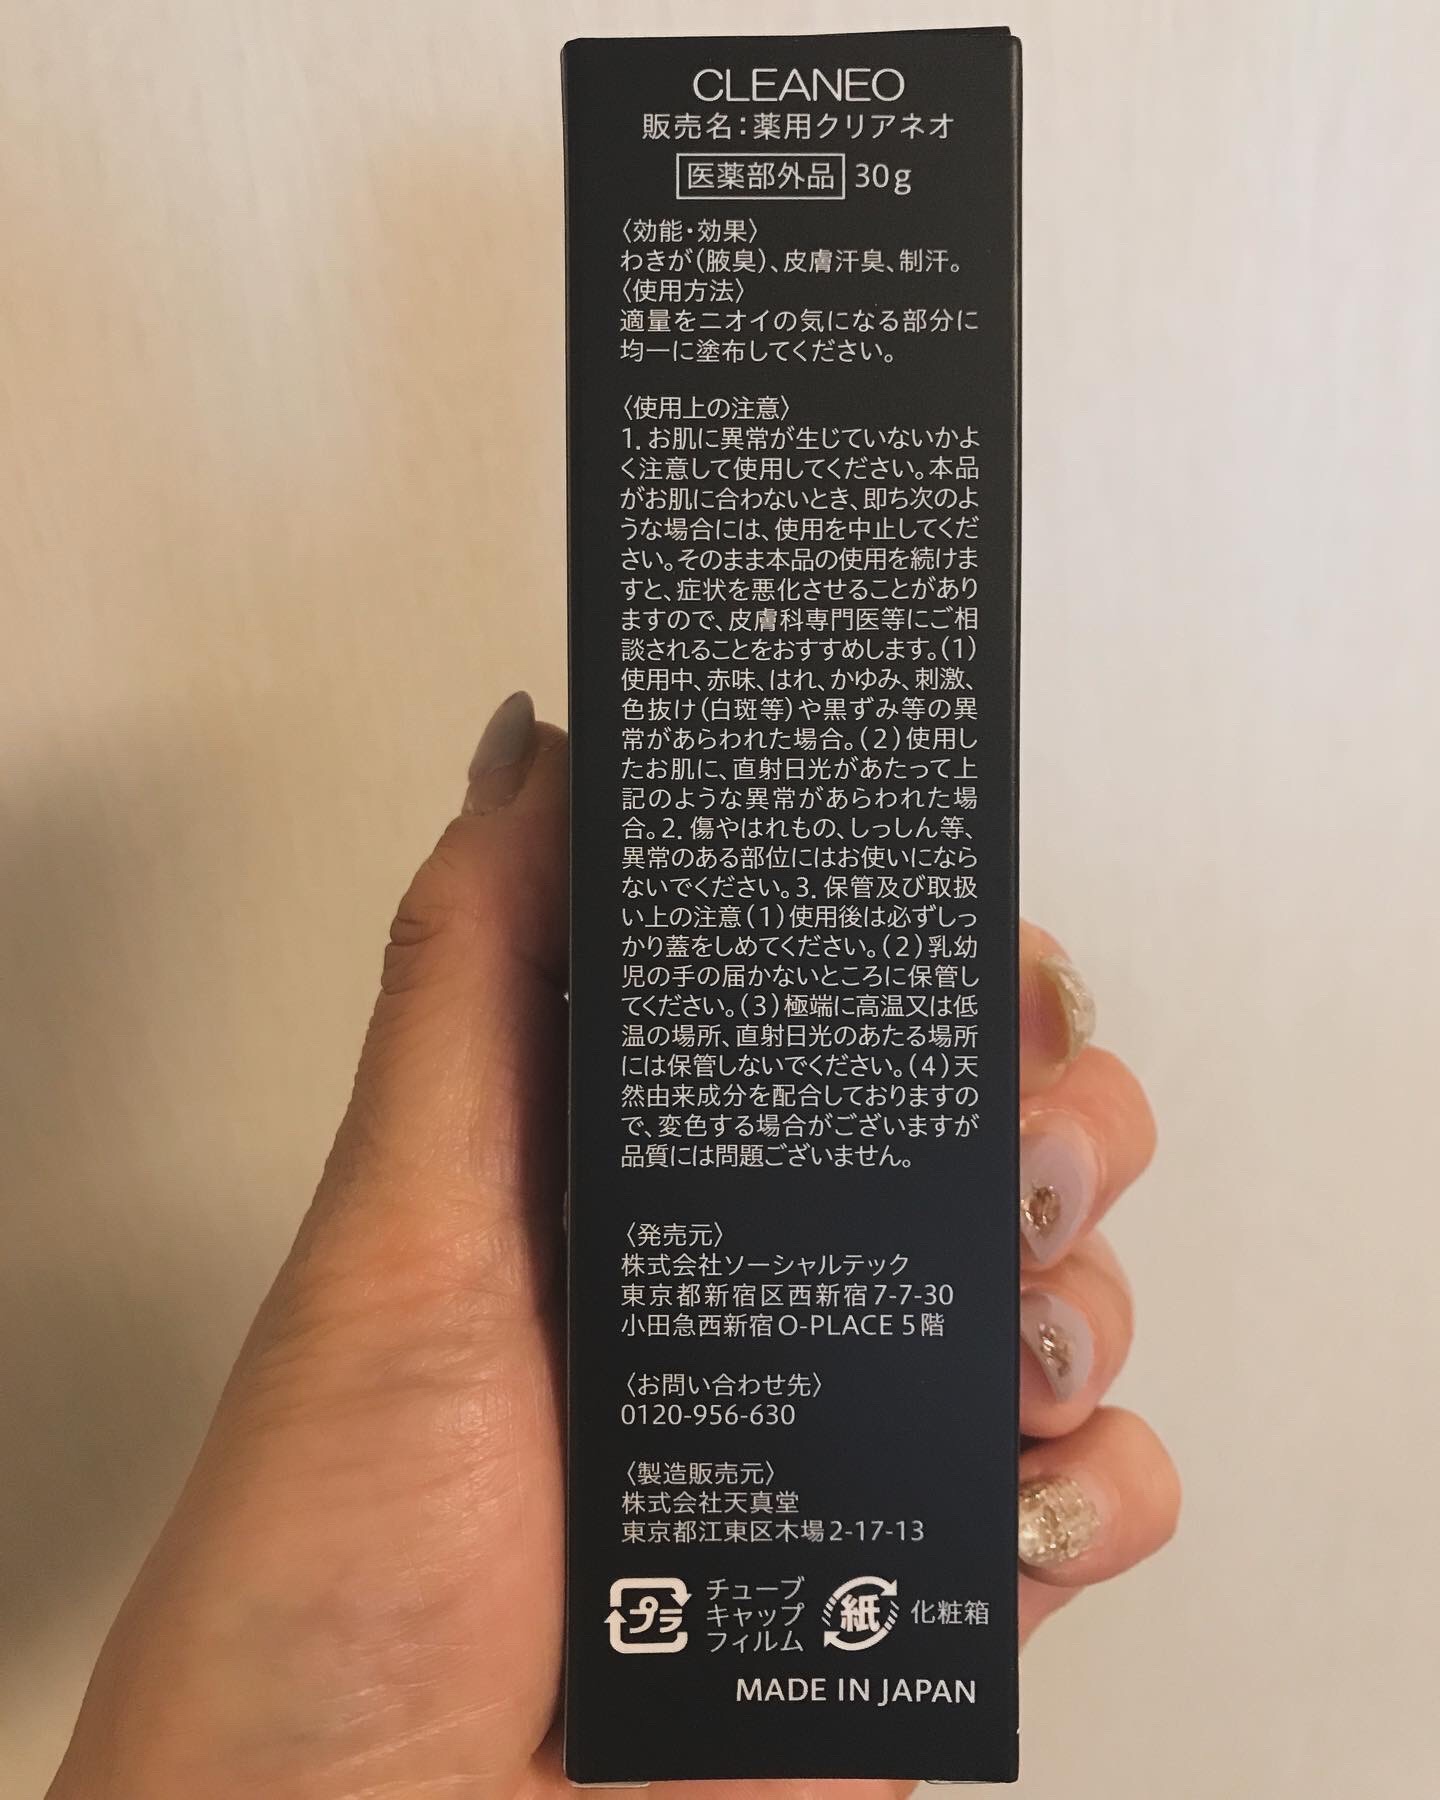 CLEANEO
販売名：薬用クリアネオ
医薬部外品 30g
〈効能・効果〉
わきが（腋臭）、皮膚汗臭、制汗。
〈使用方法〉
適量をニオイの気になる部分に
均一に塗布してください。
〈使用上の注意〉
1. お肌に異常が生じていないかよ
く注意して使用してください。本品
がお肌に合わないとき、即ち次のよ
うな場合には、使用を中止してくだ
さい。そのまま本品の使用を続けま
すと、症状を悪化させることがあり
ますので、皮膚科専門医等にご相
談されることをおすすめします。（1）
使用中、赤味、はれ、かゆみ、刺激、
色抜け（白斑等）や黒ずみ等の異
常があらわれた場合。（2）使用し
たお肌に、直射日光があたって上
記のような異常があらわれた場
合。2. 傷やはれもの、しっしん等、
異常のある部位にはお使いになら
ないでください。3. 保管及び取扱
い上の注意（1）使用後は必ずしっ
かり蓋をしめてください。（2）乳幼
児の手の届かないところに保管し
てください。（3）極端に高温又は低
温の場所、直射日光のあたる場所
には保管しないでください。（4）天
然由来成分を配合しておりますの
で、変色する場合がございますが
品質には問題ございません。
〈発売元〉
株式会社ソーシャルテック
東京都新宿区西新宿7-7-30
小田急西新宿O-PLACE 5階
〈お問い合わせ先〉
0120-956-630
〈製造販売元〉
株式会社天真堂
東京都江東区木場2-17-13
プラ
チューブ
キャップ
フィルム
紙 化粧箱
MADE IN JAPAN